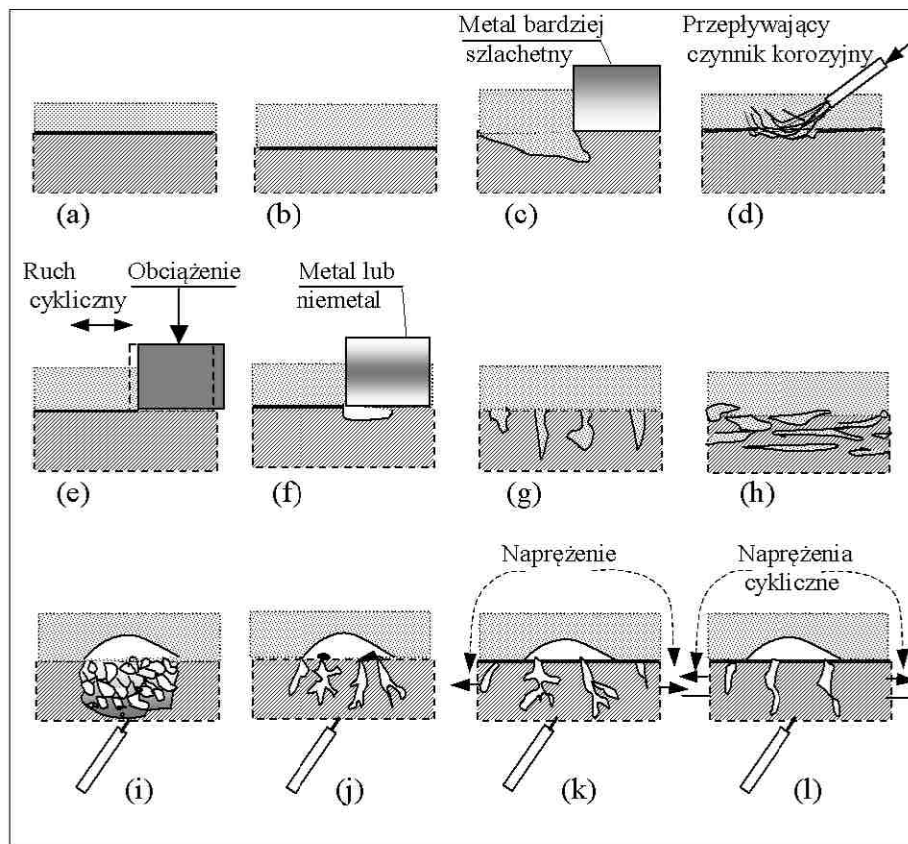 Metal bardziej
szlachetny
Przepływający
czynnik korozyjny
(a)
(b)
(c)
(d)
Ruch
cykliczny
Obciążenie
Metal lub
niemetal
(e)
(f)
(g)
(h)
Naprężenie
Naprężenia
cykliczne
(i)
(j)
(k)
(l)